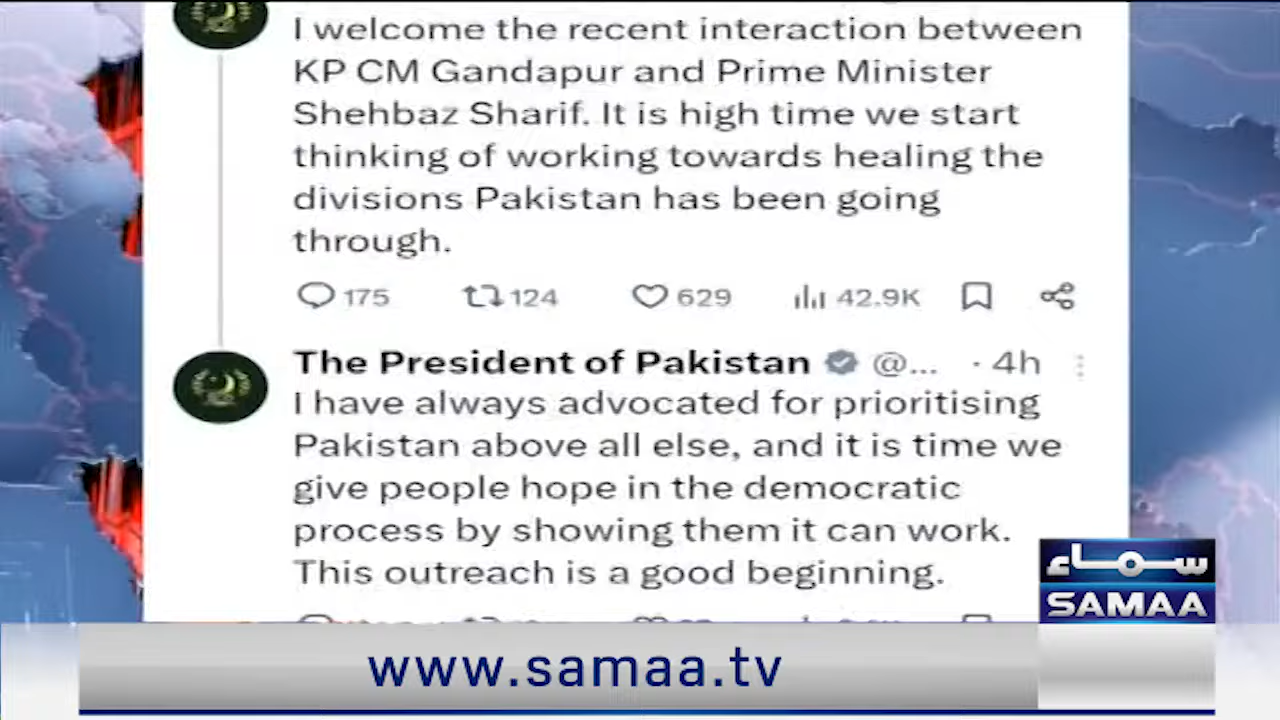 I welcome the recent interaction between
KP CM Gandapur and Prime Minister
Shehbaz Sharif. It is high time we start
thinking of working towards healing the
divisions Pakistan has been going
through.
175 124 629 42.9K
The President of Pakistan @... · 4h
I have always advocated for prioritising
Pakistan above all else, and it is time we
give people hope in the democratic
process by showing them it can work.
This outreach is a good beginning.
سماء
SAMAA
www.samaa.tv